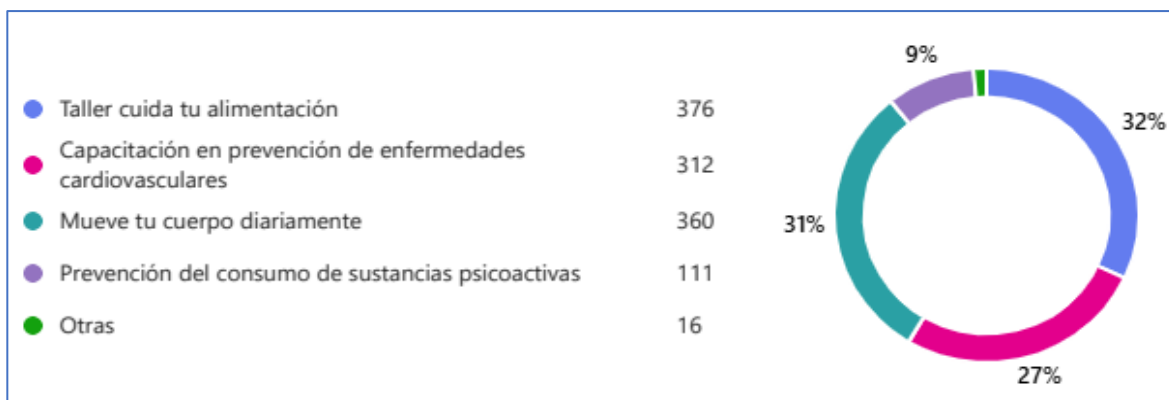 Taller cuida tu alimentación 376
Capacitación en prevención de enfermedades
cardiovasculares 312
Mueve tu cuerpo diariamente 360
Prevención del consumo de sustancias psicoactivas 111
Otras 16
9%
32%
31%
27%